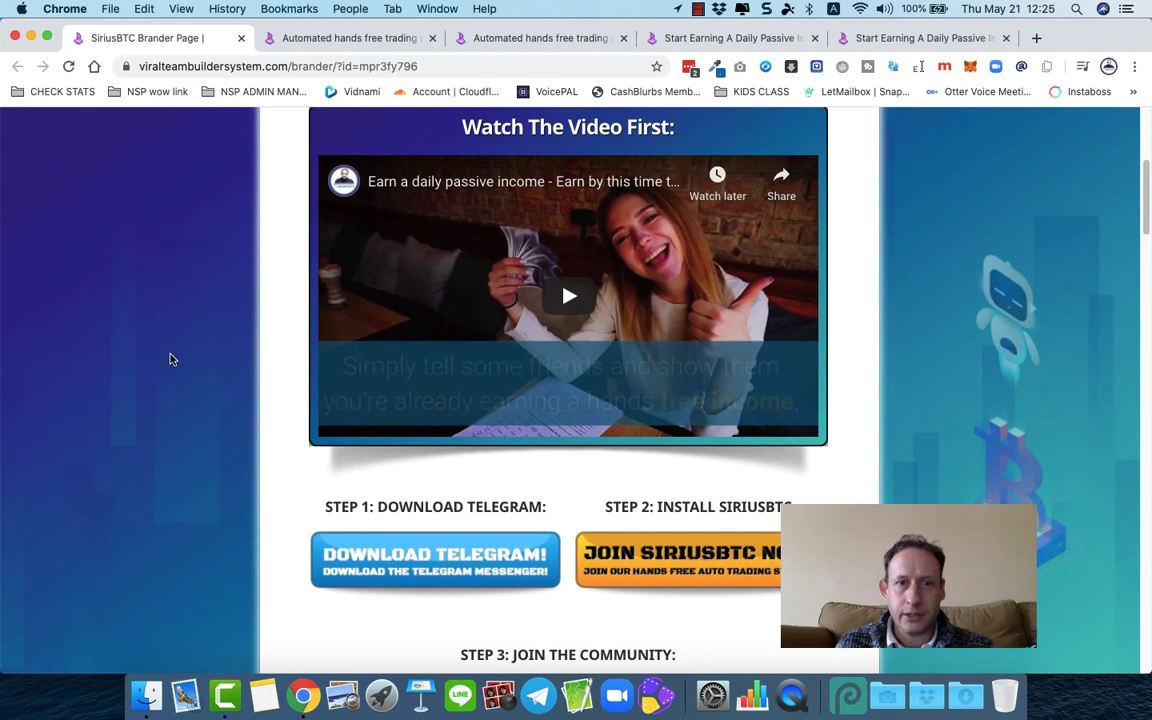 Chrome File Edit View History Bookmarks People Tab Window Help 100% Thu May 21 12:25
SiriusBTC Brander Page | Automated hands free trading Automated hands free trading Start Earning A Daily Passive In Start Earning A Daily Passive In
viralteambuildersystem.com/brander/?id=mpr3fy796
CHECK STATS NSP wow link NSP ADMIN MAN... Vidnami Account | Cloudfl... VoicePAL CashBlurbs Memb... KIDS CLASS LetMailbox | Snap... Otter Voice Meeti... Instaboss »
Watch The Video First:
Earn a daily passive income - Earn by this time t...
Watch later
Share
Simply tell some friends and show them
you're already earning a hands free income,
STEP 1: DOWNLOAD TELEGRAM:
STEP 2: INSTALL SIRIUSBTC
DOWNLOAD TELEGRAM!
DOWNLOAD THE TELEGRAM MESSENGER!
JOIN SIRIUSBTC NO
JOIN OUR HANDS FREE AUTO TRADING S
STEP 3: JOIN THE COMMUNITY: